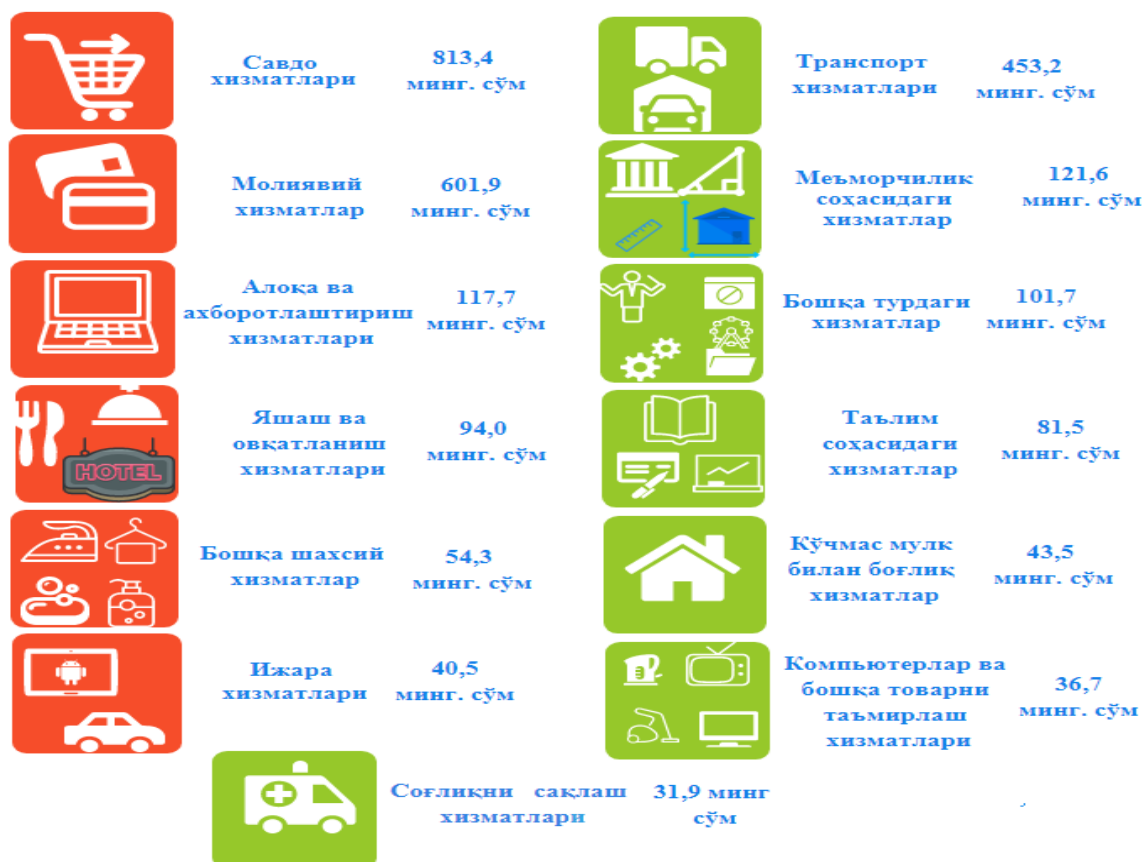 Савдо
хизматлари
813,4
минг. сўм
Транспорт
хизматлари
453,2
минг. сўм
Молиявий
хизматлар
601,9
минг. сўм
Меъморчилик
соҳасидаги
хизматлар
121,6
минг. сўм
Алоқа ва
ахборотлаштириш
хизматлари
117,7
минг. сўм
Бошқа турдаги
хизматлар
101,7
минг. сўм
HOTEL
Яшаш ва
овқатланиш
хизматлари
94,0
минг. сўм
Таълим
соҳасидаги
хизматлар
81,5
минг. сўм
Бошқа шахсий
хизматлар
54,3
минг. сўм
Кўчмас мулк
билан боғлиқ
хизматлар
43,5
минг. сўм
Ижара
хизматлари
40,5
минг. сўм
Компьютерлар ва
бошқа товарни
таъмирлаш
хизматлари
36,7
минг. сўм
Соғлиқни сақлаш
хизматлари
31,9 минг
сўм